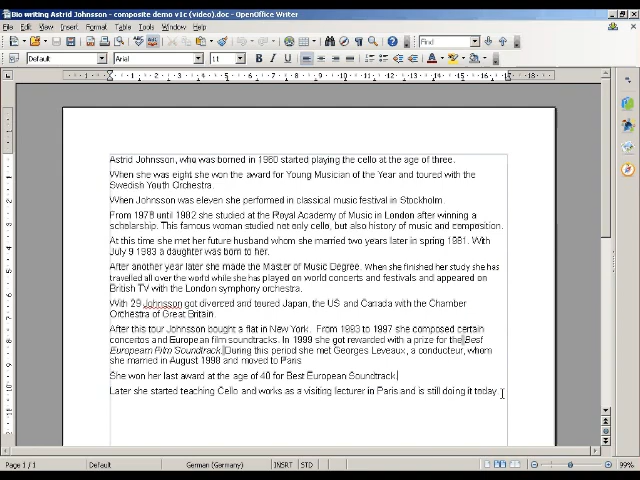 Bio writing Astrid Johnsson - composite demo v1c (video).doc - OpenOffice Writer
File Edit View Insert Format Table Tools Window Help
Find
Default Arial 11 B I U
Astrid Johnsson, who was borned in 1960 started playing the cello at the age of three.
When she was eight she won the award for Young Musician of the Year and toured with the
Swedish Youth Orchestra.
When Johnsson was eleven she performed in classical music festival in Stockholm.
From 1978 until 1982 she studied at the Royal Academy of Music in London after winning a
scholarship. This famous woman studied not only cello, but also history of music and composition.
At this time she met her future husband whom she married two years later in spring 1981. With
July 9 1983 a daughter was born to her.
After another year later she made the Master of Music Degree. When she finished her study she has
travelled all over the world while she has played on world concerts and festivals and appeared on
British TV with the London symphony orchestra.
With 29 Johnsson got divorced and toured Japan, the US and Canada with the Chamber
Orchestra of Great Britain.
After this tour Johnsson bought a flat in New York. From 1993 to 1997 she composed certain
concertos and European film soundtracks. In 1999 she got rewarded with a prize for the Best
European Film Soundtrack. During this period she met Georges Leveaux, a conducteur, whom
she married in August 1998 and moved to Paris
She won her last award at the age of 40 for Best European Soundtrack
Later she started teaching Cello and works as a visiting lecturer in Paris and is still doing it today
Page 1 / 1 Default German (Germany) INSRT STD 99%